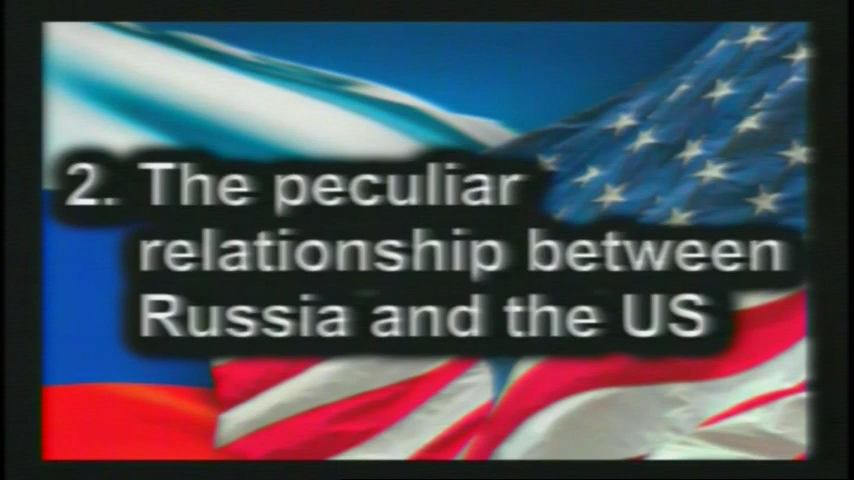 2. The peculiar
relationship between
Russia and the US